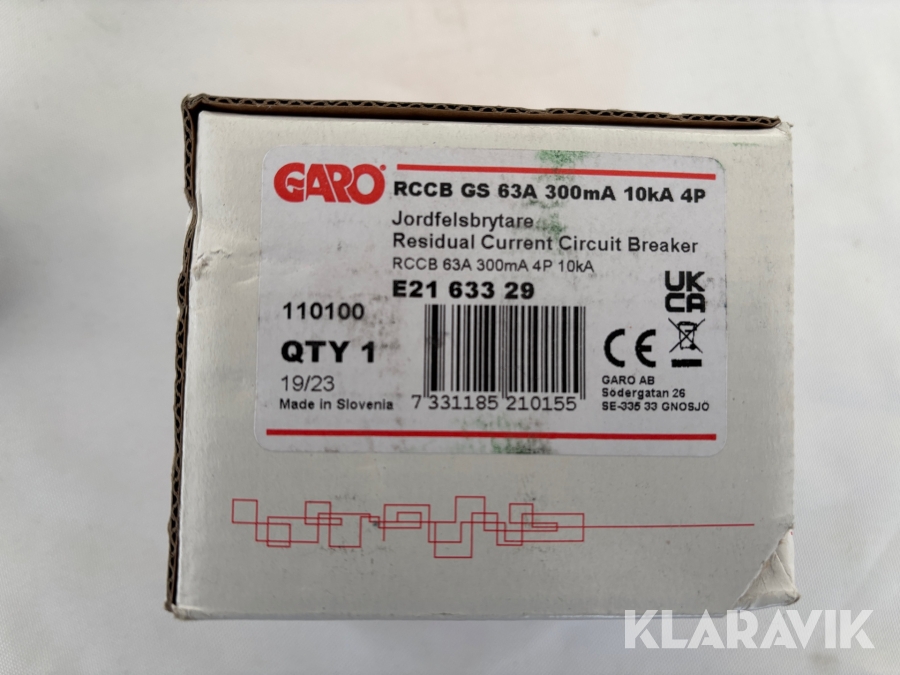 GARO
RCCB GS 63A 300mA 10kA 4P
Jordfelsbrytare
Residual Current Circuit Breaker
RCCB 63A 300mA 4P 10kA
E21 633 29
UK
CA
110100
QTY 1
19/23
Made in Slovenia
7 331185 210155
CE
GARO AB
Södergatan 26
SE-335 33 GNOSJÖ
KLARAVIK